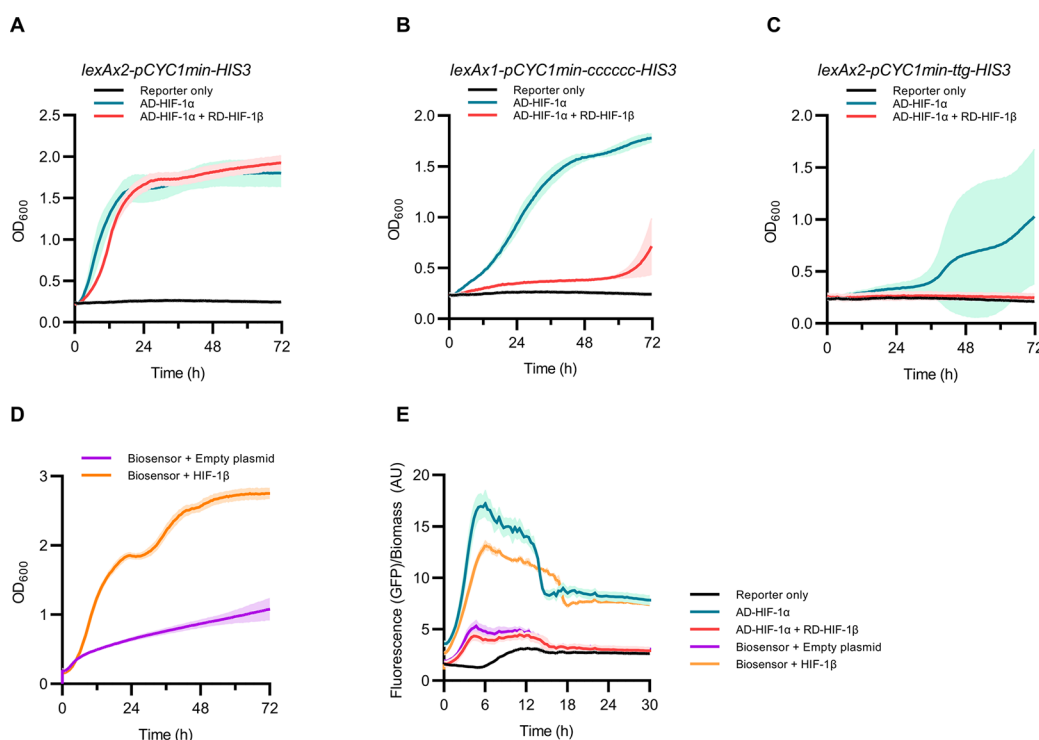 A
lexAx2-pCYC1min-HIS3
Reporter only
AD-HIF-1α
AD-HIF-1α + RD-HIF-1β
2.5
2.0
1.5
1.0
0.5
0.0
OD600
0
24
48
72
Time (h)
B
lexAx1-pCYC1min-cccccc-HIS3
Reporter only
AD-HIF-1α
AD-HIF-1α + RD-HIF-1β
2.0
1.5
1.0
0.5
0.0
OD600
0
24
48
72
Time (h)
C
lexAx2-pCYC1min-ttg-HIS3
Reporter only
AD-HIF-1α
AD-HIF-1α + RD-HIF-1β
2.0
1.5
1.0
0.5
0.0
OD600
0
24
48
72
Time (h)
D
Biosensor + Empty plasmid
Biosensor + HIF-1β
3
2
1
0
OD600
0
24
48
72
Time (h)
E
20
15
10
5
0
Fluorescence (GFP)/Biomass (AU)
0
6
12
18
24
30
Time (h)
Reporter only
AD-HIF-1α
AD-HIF-1α + RD-HIF-1β
Biosensor + Empty plasmid
Biosensor + HIF-1β